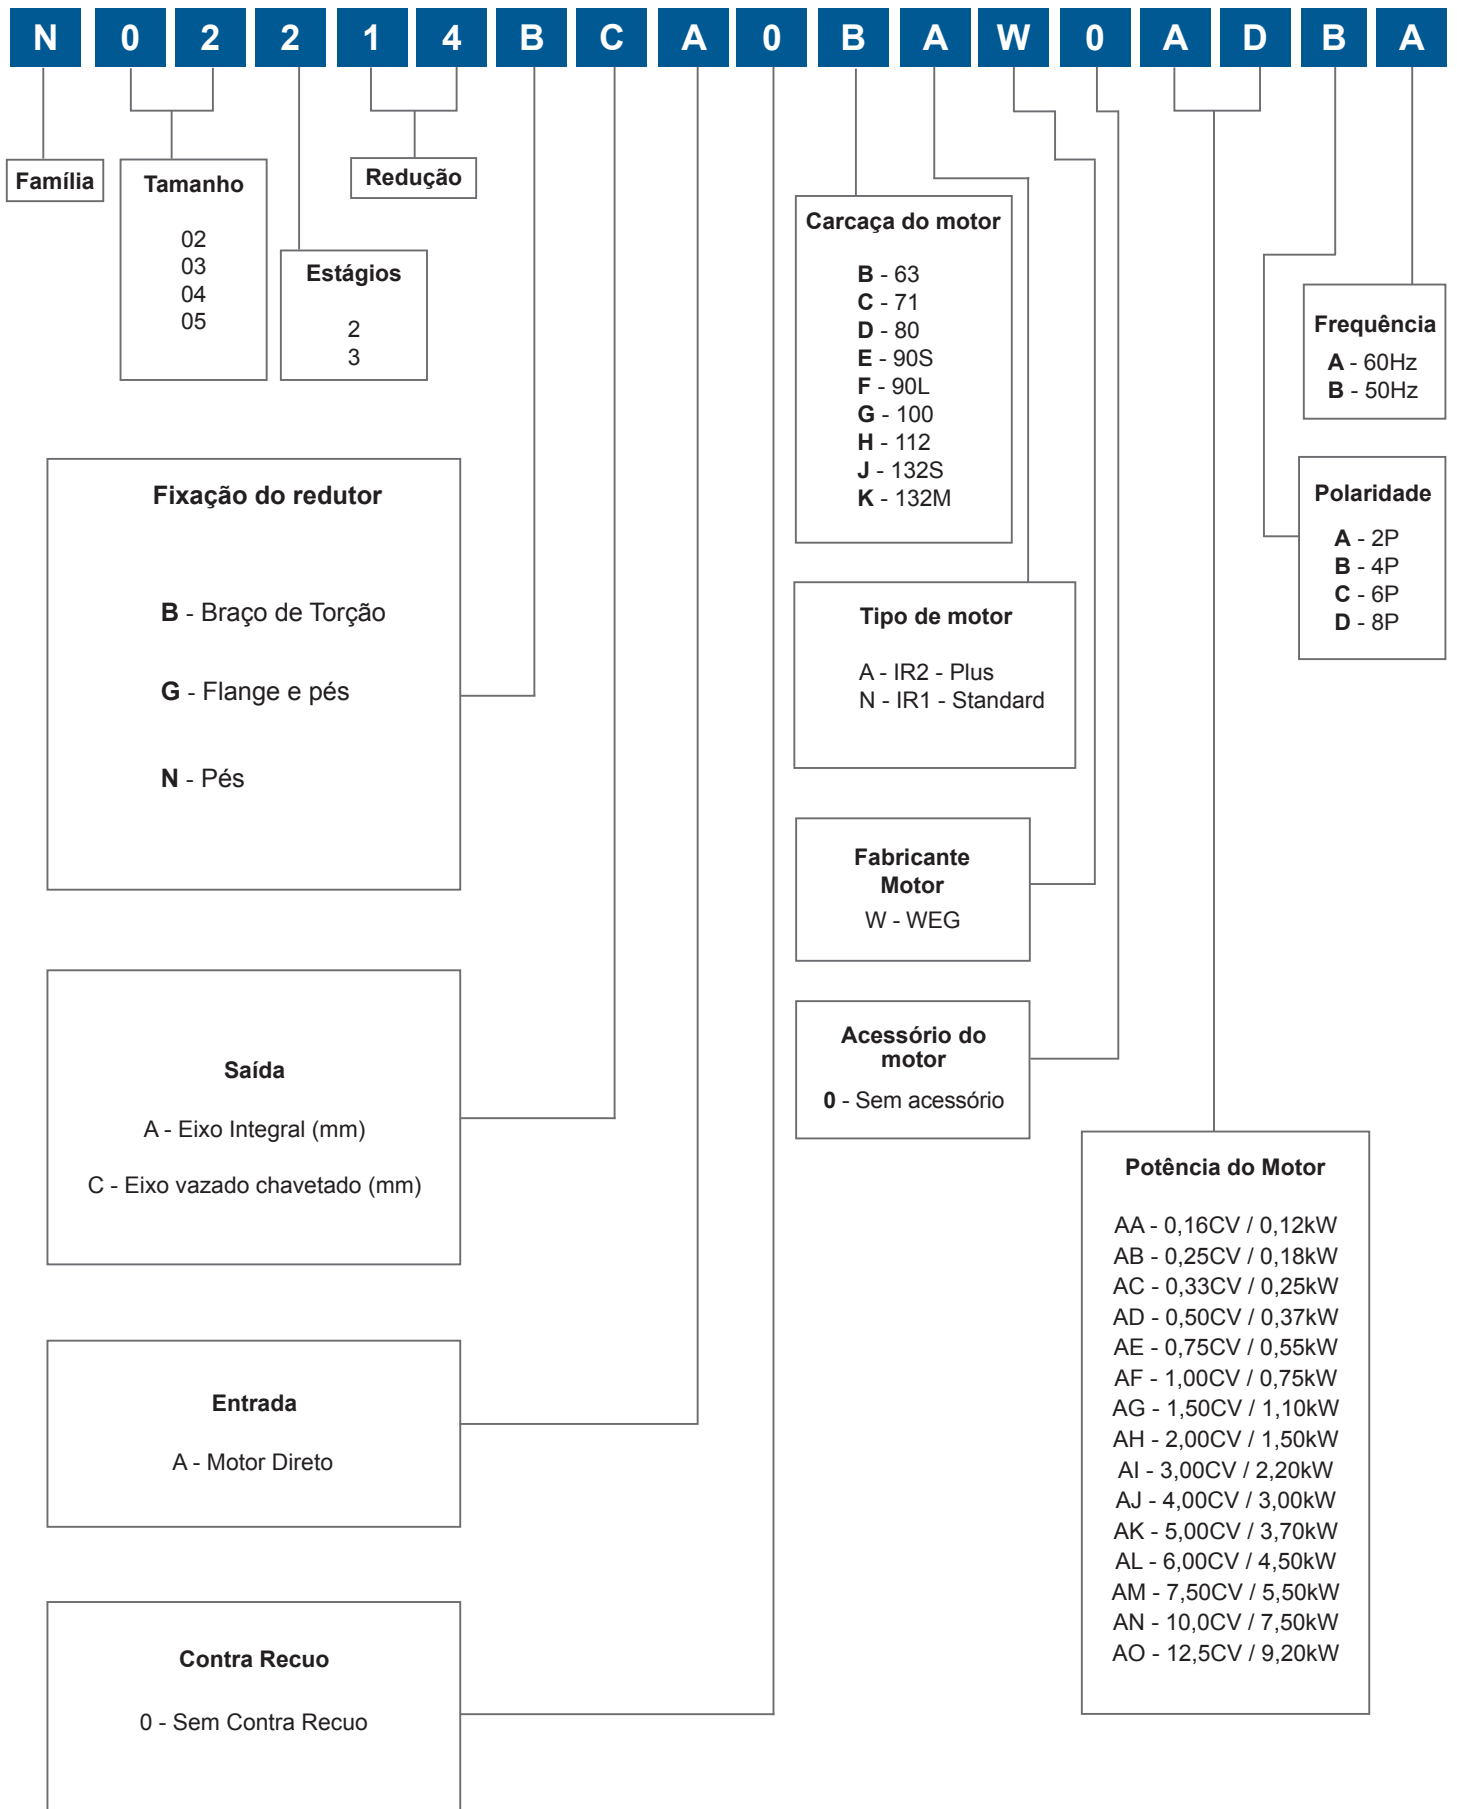 N 0 2 2 1 4 B C A 0 B A W 0 A D B A
Família
Tamanho
02
03
04
05
Estágios
2
3
Redução
Fixação do redutor
B - Braço de Torção
G - Flange e pés
N - Pés
Saída
A - Eixo Integral (mm)
C - Eixo vazado chavetado (mm)
Entrada
A - Motor Direto
Contra Recuo
0 - Sem Contra Recuo
Carcaça do motor
B - 63
C - 71
D - 80
E - 90S
F - 90L
G - 100
H - 112
J - 132S
K - 132M
Tipo de motor
A - IR2 - Plus
N - IR1 - Standard
Fabricante
Motor
W - WEG
Acessório do
motor
0 - Sem acessório
Potência do Motor
AA - 0,16CV / 0,12kW
AB - 0,25CV / 0,18kW
AC - 0,33CV / 0,25kW
AD - 0,50CV / 0,37kW
AE - 0,75CV / 0,55kW
AF - 1,00CV / 0,75kW
AG - 1,50CV / 1,10kW
AH - 2,00CV / 1,50kW
AI - 3,00CV / 2,20kW
AJ - 4,00CV / 3,00kW
AK - 5,00CV / 3,70kW
AL - 6,00CV / 4,50kW
AM - 7,50CV / 5,50kW
AN - 10,0CV / 7,50kW
AO - 12,5CV / 9,20kW
Frequência
A - 60Hz
B - 50Hz
Polaridade
A - 2P
B - 4P
C - 6P
D - 8P